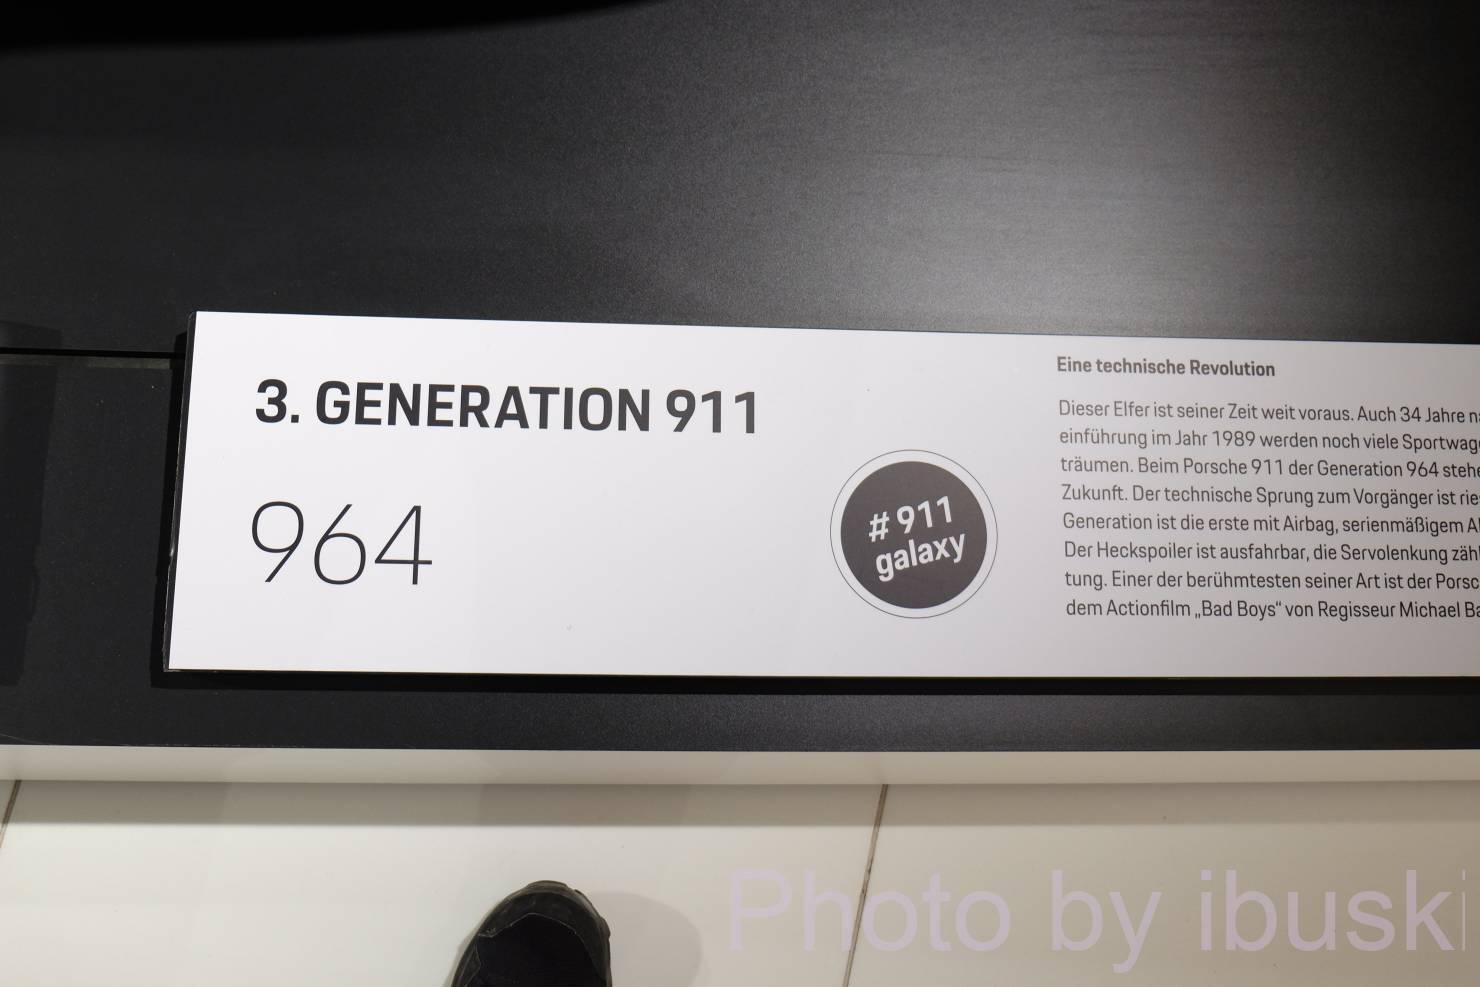 3. GENERATION 911
964
# 911
galaxy
Eine technische Revolution
Dieser Elfer ist seiner Zeit weit voraus. Auch 34 Jahre
einführung im Jahr 1989 werden noch viele
träumen. Beim Porsche 911 der Generation 964
Zukunft. Der technische Sprung zum Vorgänger ist
Generation ist die erste mit Airbag, serienmäßigem
Der Heckspoiler ist ausfahrbar, die Servolenkung
tung. Einer der berühmtesten seiner Art ist der
dem Actionfilm „Bad Boys“ von Regisseur Michael
Photo by ibuski